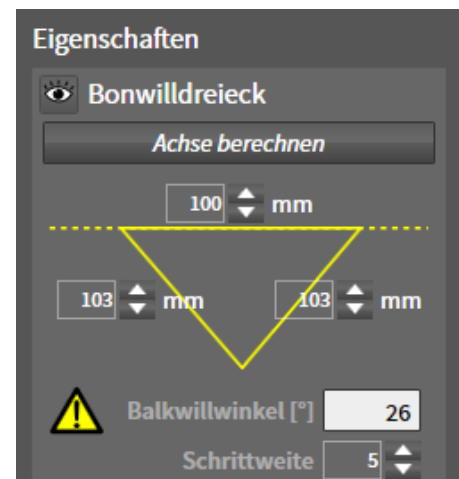 Eigenschaften
Bonwilldreieck
Achse berechnen
100 mm
103 mm 103 mm
Balkwillwinkel [°] 26
Schrittweite 5